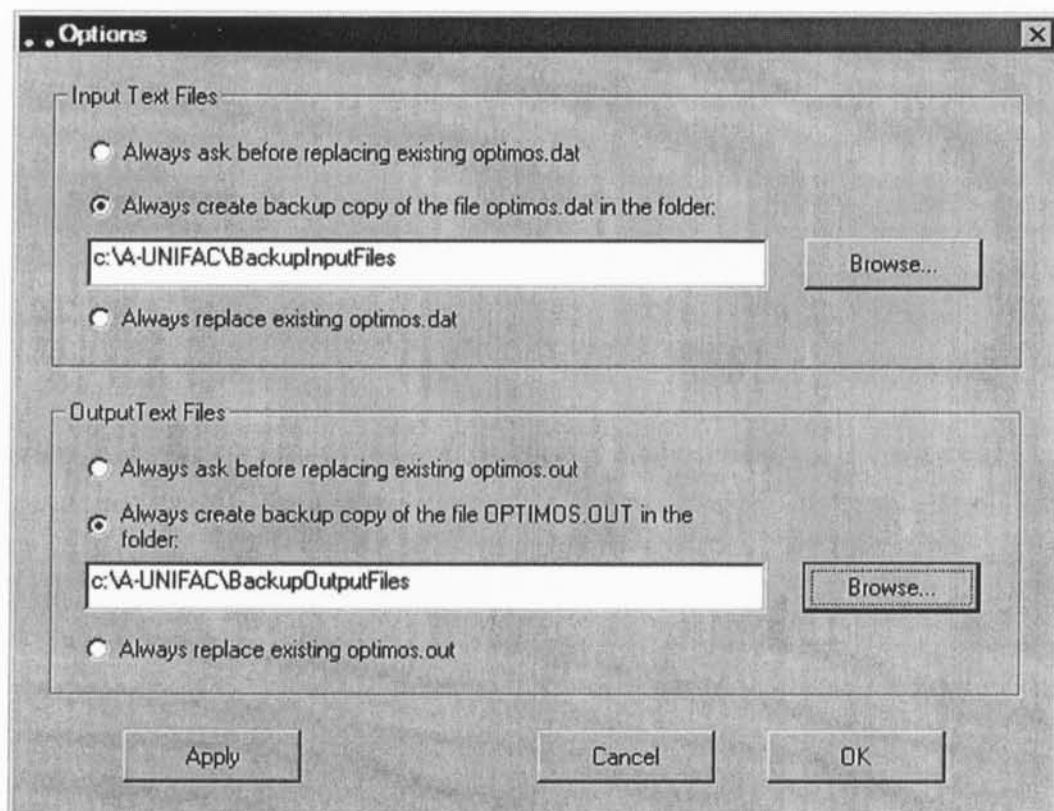 Options
Input Text Files
Always ask before replacing existing optimos.dat
Always create backup copy of the file optimos.dat in the folder:
c:\A-UNIFAC\BackupInputFiles
Browse...
Always replace existing optimos.dat
OutputText Files
Always ask before replacing existing optimos.out
Always create backup copy of the file OPTIMOS.OUT in the
folder:
c:\A-UNIFAC\BackupOutputFiles
Browse...
Always replace existing optimos.out
Apply
Cancel
OK